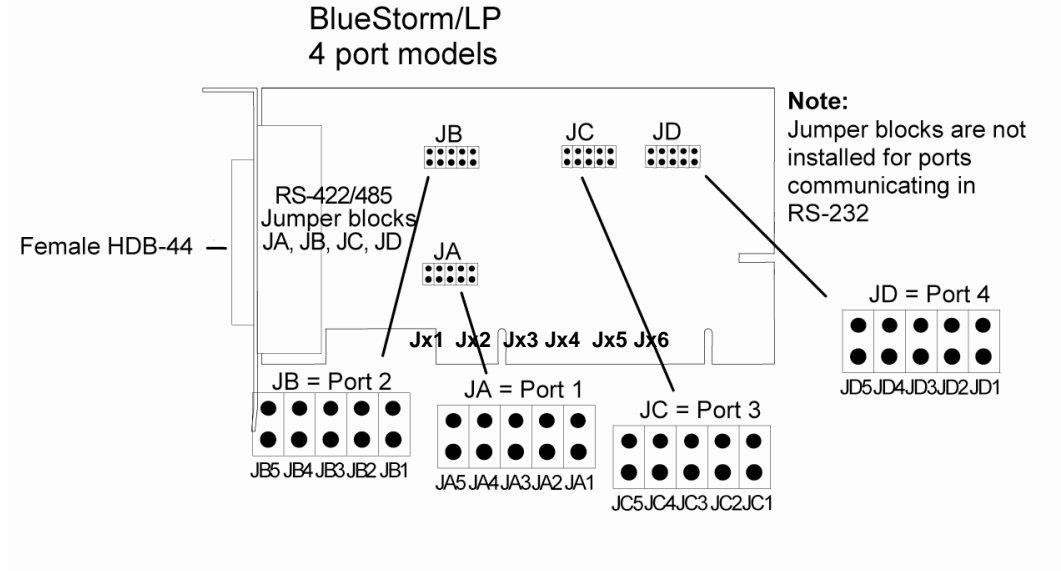 BlueStorm/LP
4 port models
Note:
Jumper blocks are not
installed for ports
communicating in
RS-232
JB
JC
JD
RS-422/485
Jumper blocks
JA, JB, JC, JD
Female HDB-44
JA
JD = Port 4
Jx1 Jx2 Jx3 Jx4 Jx5 Jx6
JD5 JD4 JD3 JD2 JD1
JB = Port 2
JA = Port 1
JC = Port 3
JB5 JB4 JB3 JB2 JB1
JA5 JA4 JA3 JA2 JA1
JC5 JC4 JC3 JC2 JC1